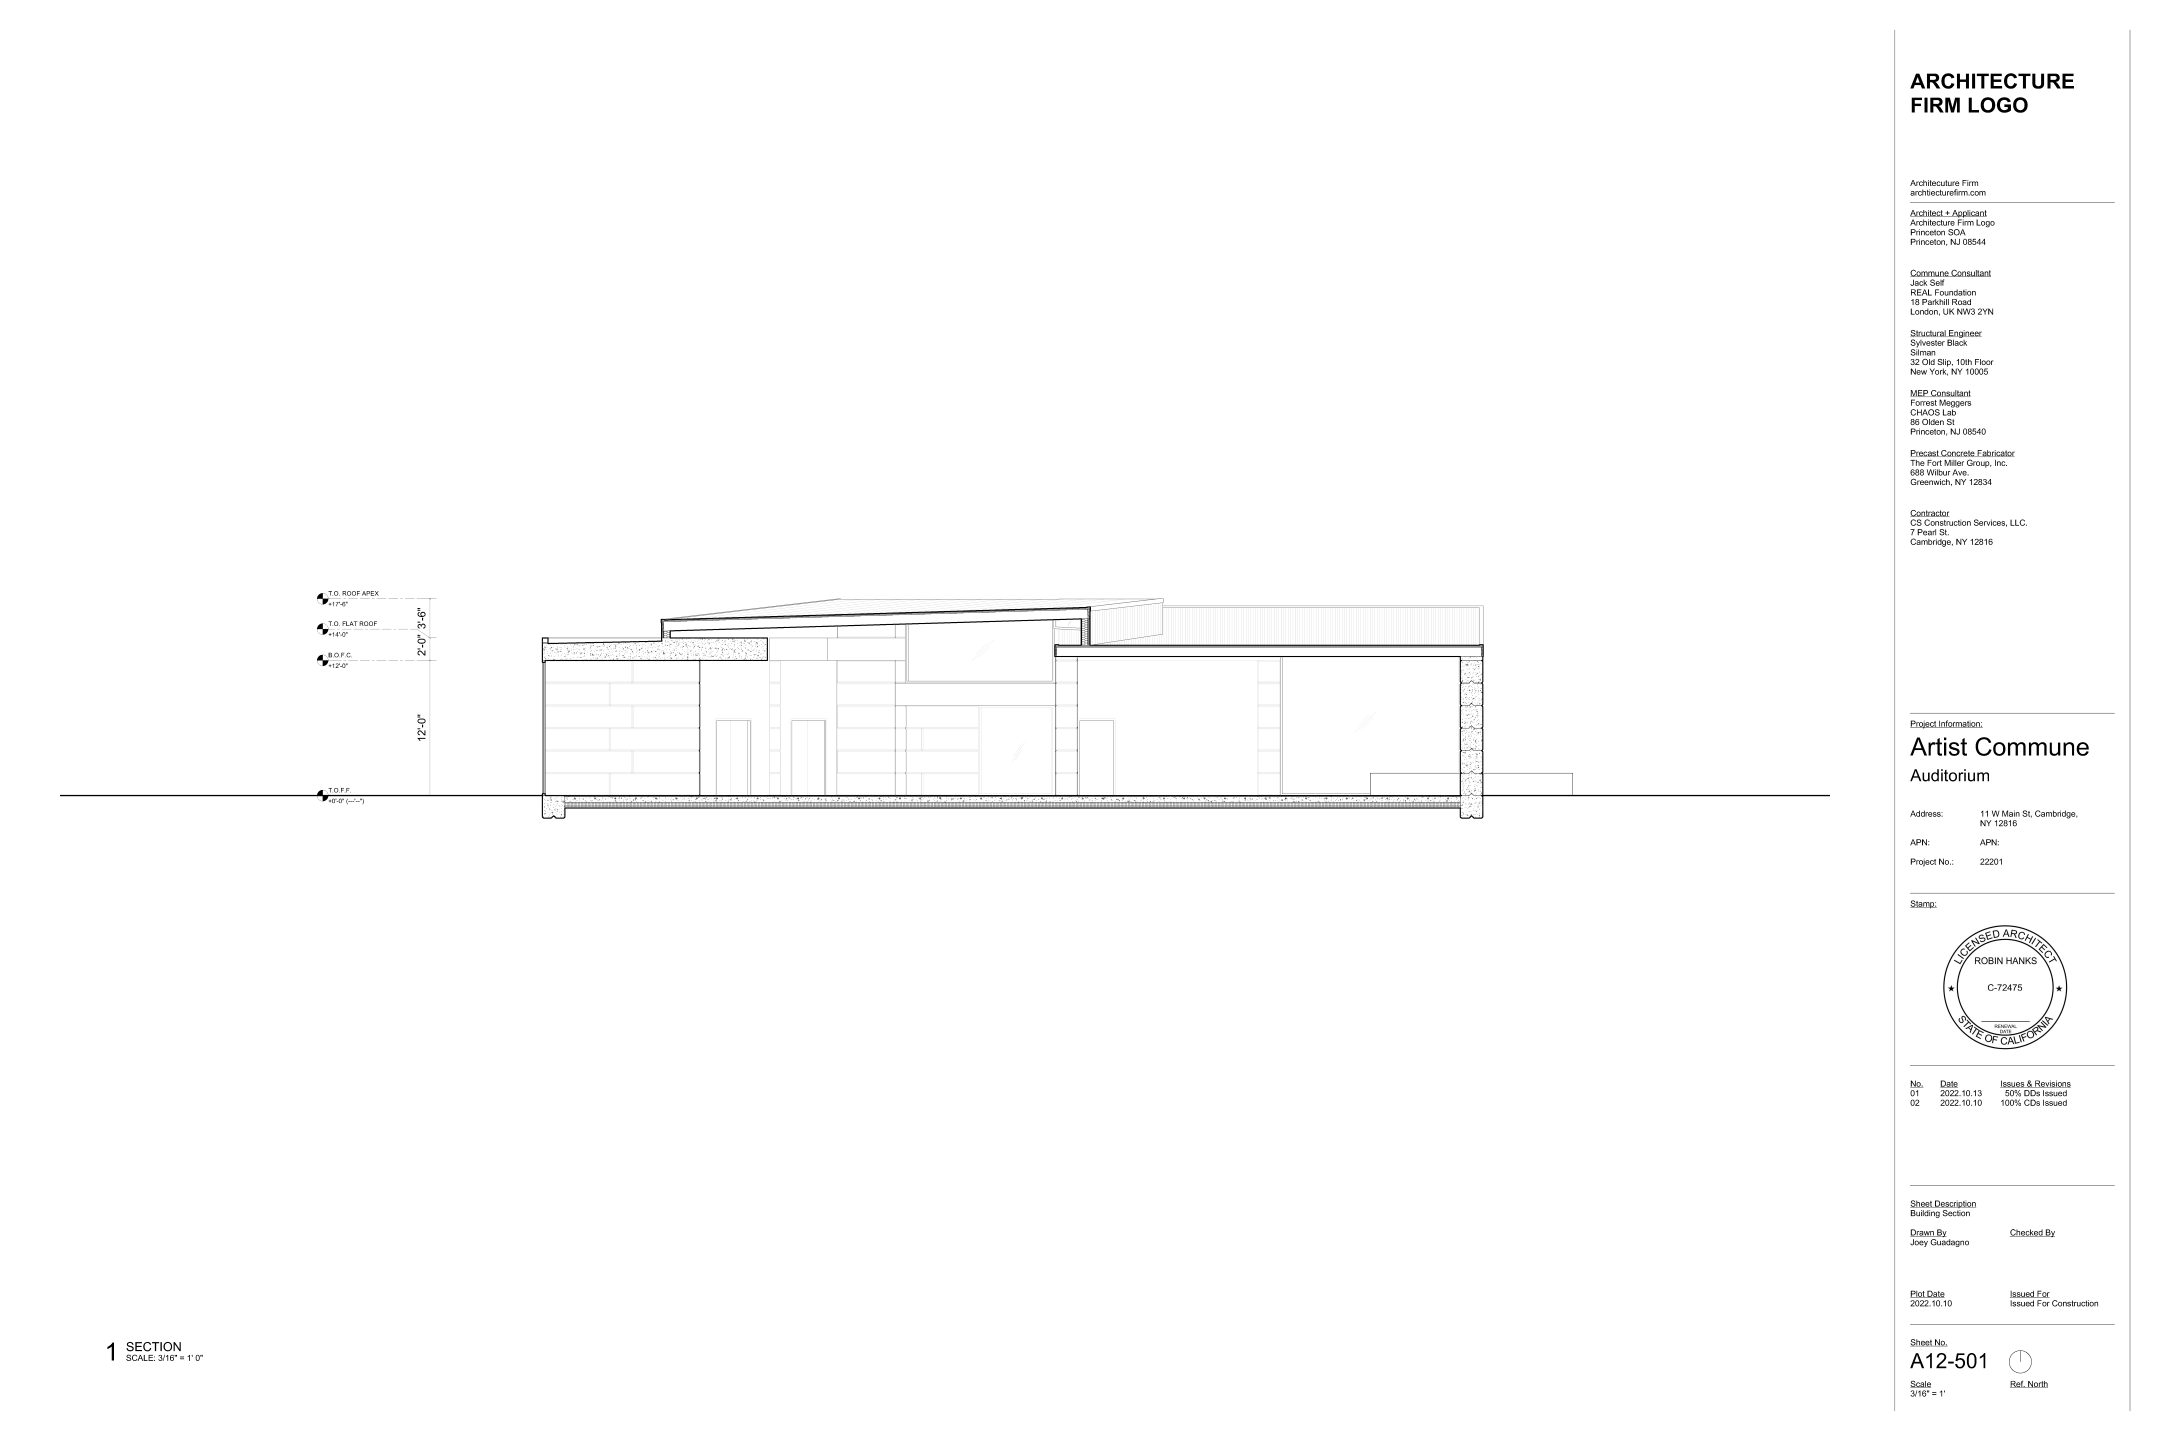 T.O. ROOF APEX
+17'-6"
T.O. FLAT ROOF
+14'-0"
B.O.F.C.
+12'-0"
T.O.F.F.
+0'-0" (---'--")
3'-6"
2'-0"
12'-0"
1 SECTION
SCALE: 3/16" = 1' 0"
ARCHITECTURE
FIRM LOGO
Architecuture Firm
archtiecturefirm.com
Architect + Applicant
Architecture Firm Logo
Princeton SOA
Princeton, NJ 08544
Commune Consultant
Jack Self
REAL Foundation
18 Parkhill Road
London, UK NW3 2YN
Structural Engineer
Sylvester Black
Silman
32 Old Slip, 10th Floor
New York, NY 10005
MEP Consultant
Forrest Meggers
CHAOS Lab
86 Olden St
Princeton, NJ 08540
Precast Concrete Fabricator
The Fort Miller Group, Inc.
688 Wilbur Ave.
Greenwich, NY 12834
Contractor
CS Construction Services, LLC.
7 Pearl St.
Cambridge, NY 12816
Project Information:
Artist Commune
Auditorium
Address: 11 W Main St, Cambridge,
NY 12816
APN: APN:
Project No.: 22201
Stamp:
LICENSED ARCHITECT
ROBIN HANKS
C-72475
RENEWAL
DATE
STATE OF CALIFORNIA
No. Date Issues & Revisions
01 2022.10.13 50% DDs Issued
02 2022.10.10 100% CDs Issued
Sheet Description
Building Section
Drawn By Checked By
Joey Guadagno
Plot Date Issued For
2022.10.10 Issued For Construction
Sheet No.
A12-501
Scale Ref. North
3/16" = 1'